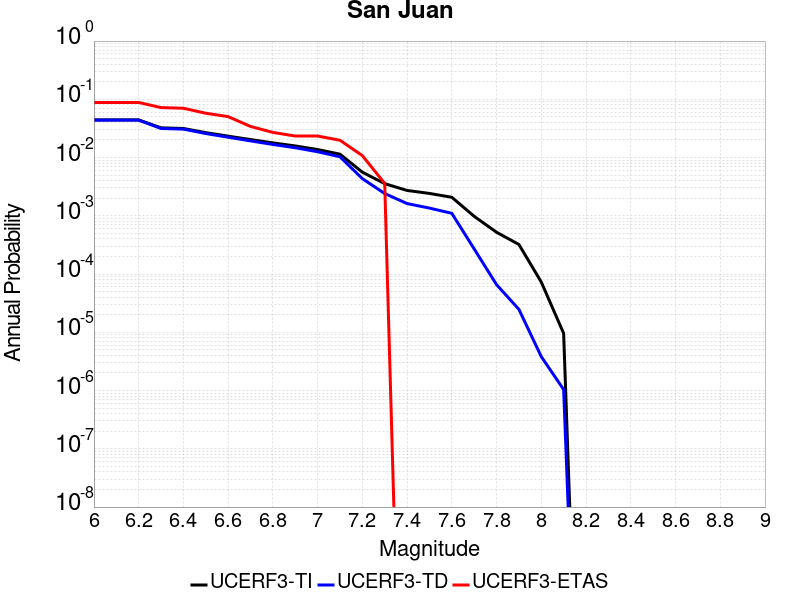 San Juan
10^0
10^-1
10^-2
10^-3
10^-4
10^-5
10^-6
10^-7
10^-8
Annual Probability
6 6.2 6.4 6.6 6.8 7 7.2 7.4 7.6 7.8 8 8.2 8.4 8.6 8.8 9
Magnitude
UCERF3-TI UCERF3-TD UCERF3-ETAS